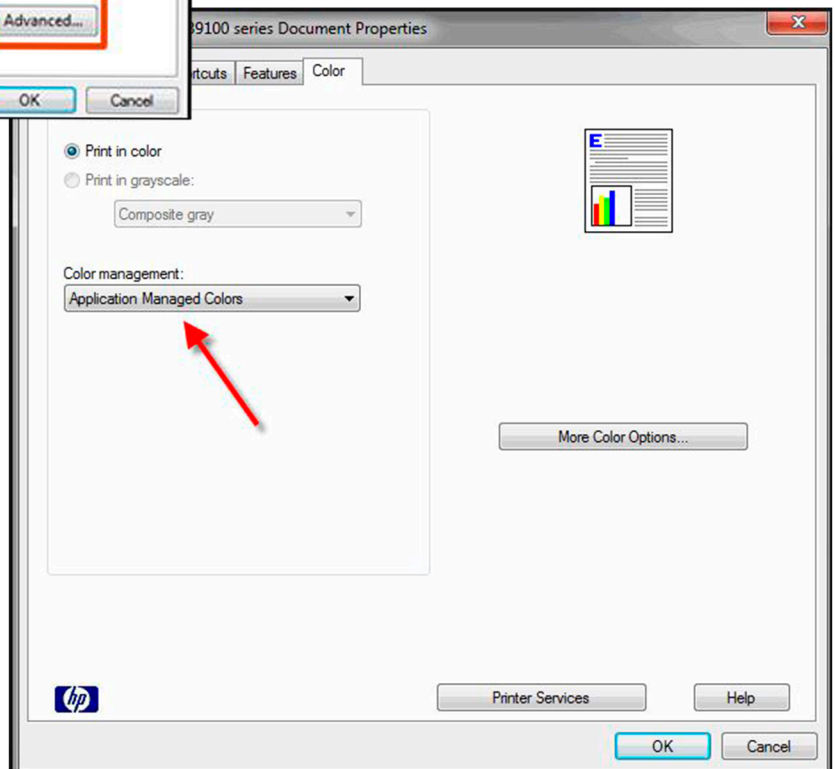 Advanced...
OK Cancel
39100 series Document Properties
rtcuts Features Color
Print in color
Print in grayscale:
Composite gray
Color management:
Application Managed Colors
E
More Color Options...
hp
Printer Services Help
OK Cancel